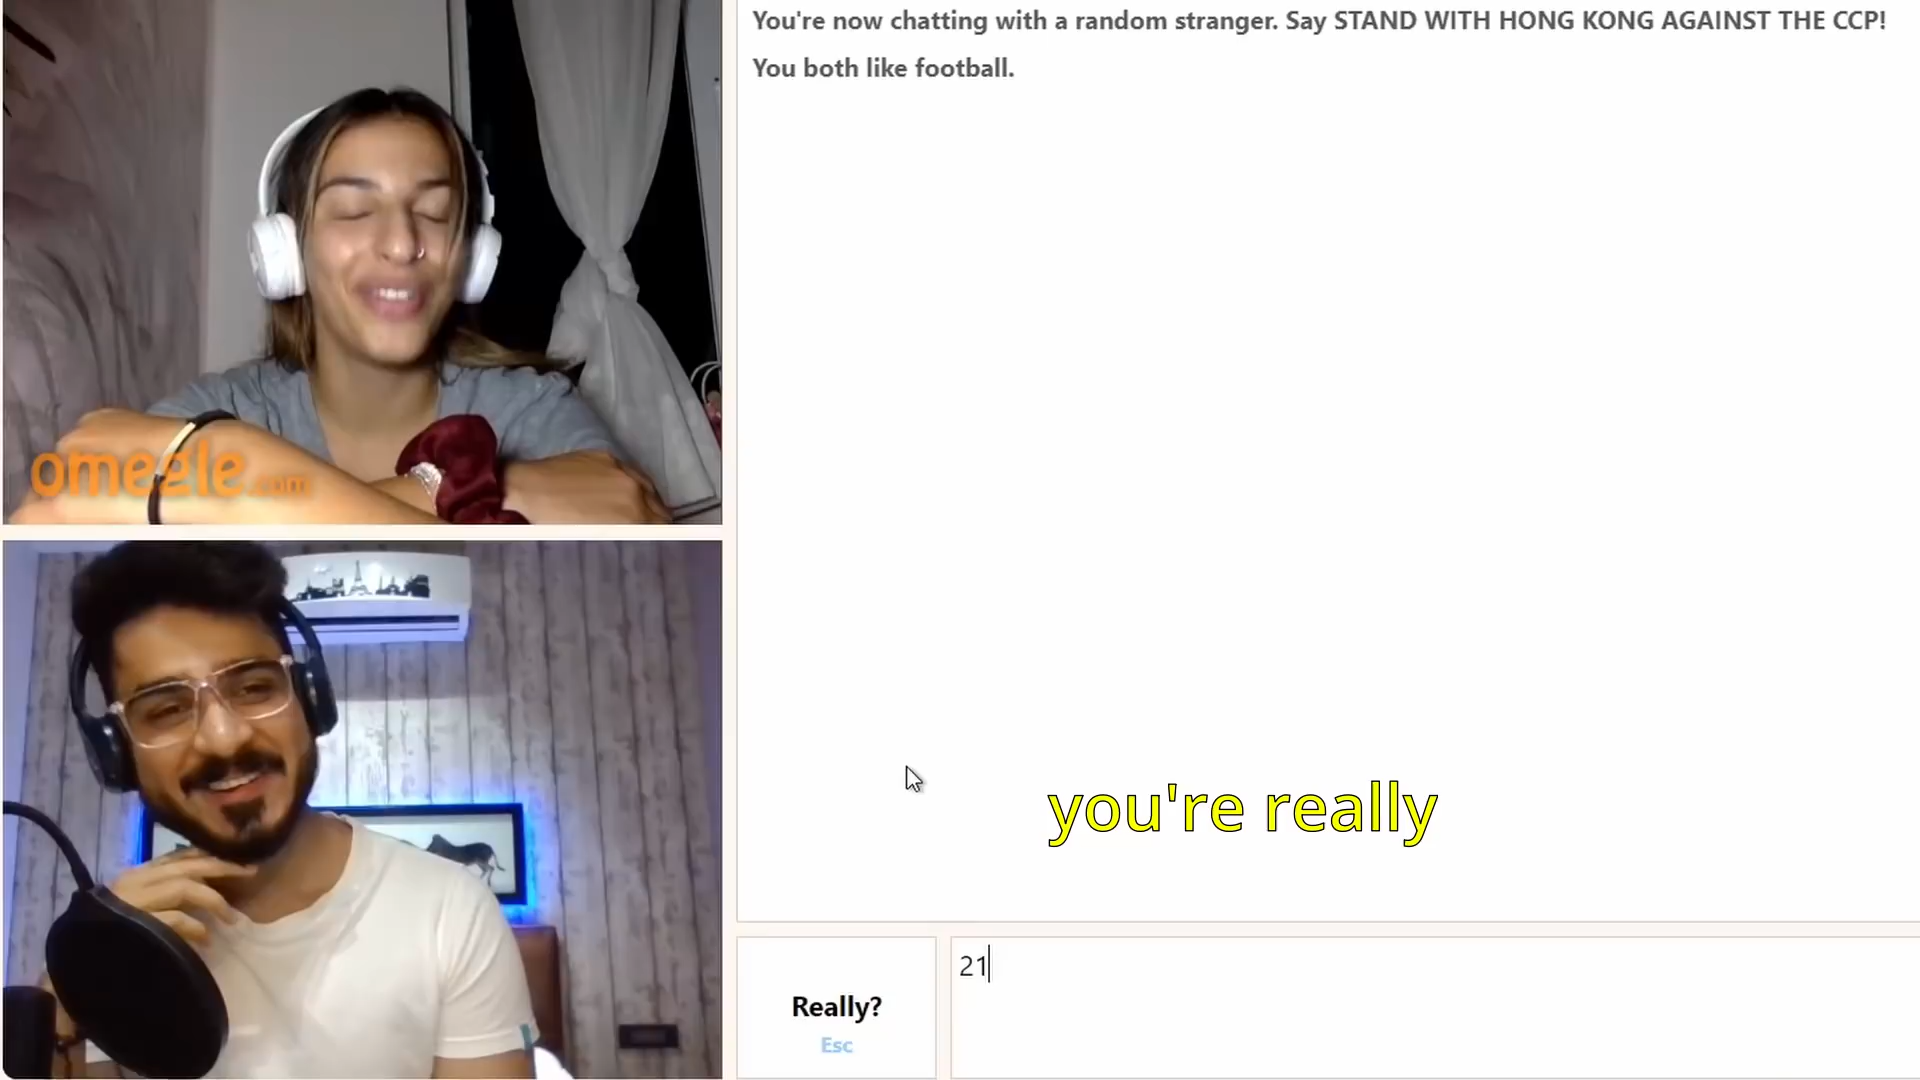 You're now chatting with a random stranger. Say STAND WITH HONG KONG AGAINST THE CCP!
You both like football.
omegle.com
you're really
21
Really?
Esc